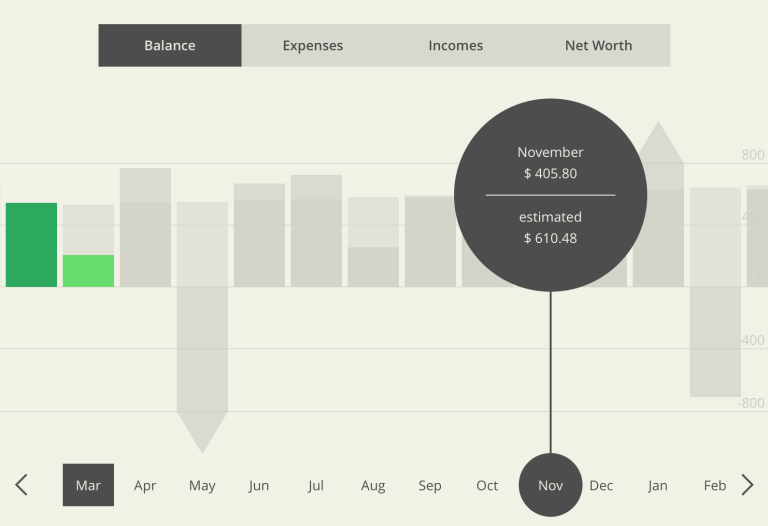 Balance Expenses Incomes Net Worth
November
$ 405.80
estimated
$ 610.48
800
-400
-800
Mar Apr May Jun Jul Aug Sep Oct Nov Dec Jan Feb